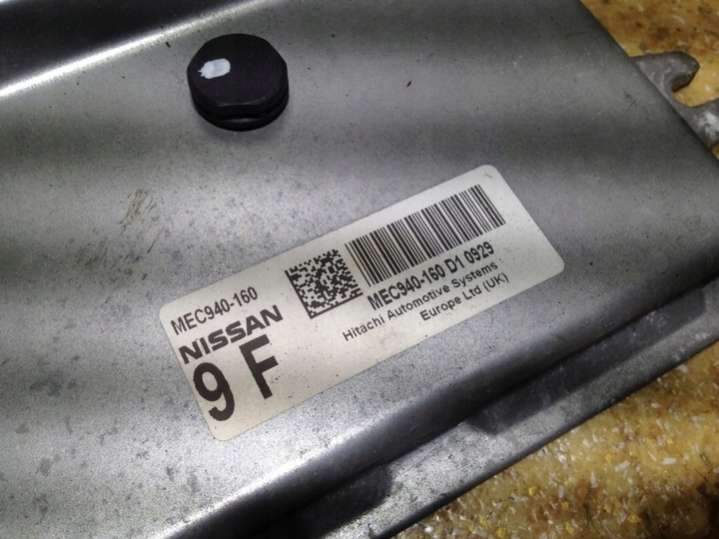 MEC940-160
NISSAN
9 F
MEC940-160 D1 0929
Hitachi Automotive Systems
Europe Ltd (UK)